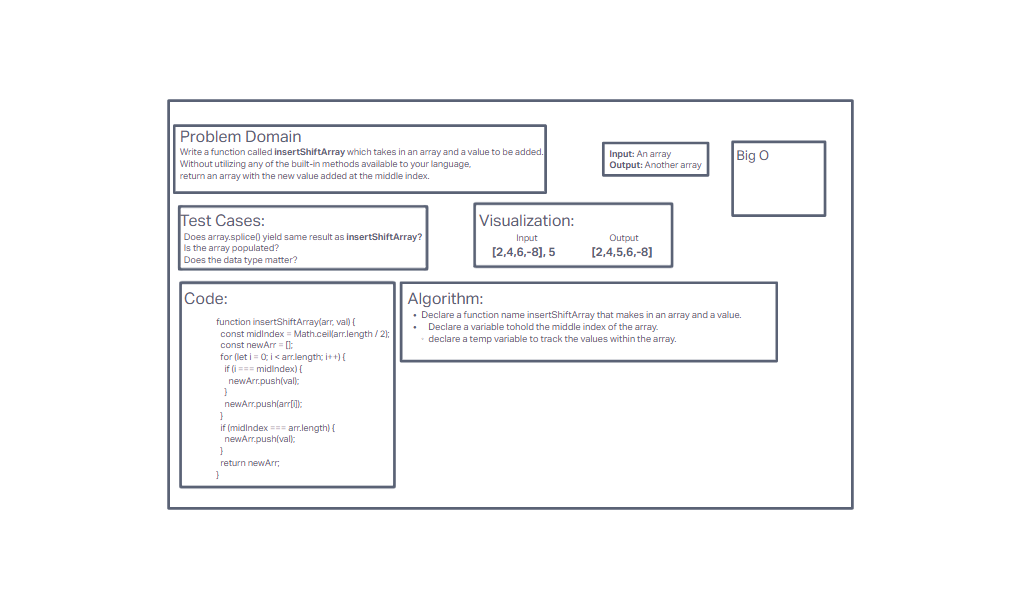 Problem Domain
Write a function called insertShiftArray which takes in an array and a value to be added.
Without utilizing any of the built-in methods available to your language,
return an array with the new value added at the middle index.
Input: An array
Output: Another array
Big O
Test Cases:
Does array.splice() yield same result as insertShiftArray?
Is the array populated?
Does the data type matter?
Visualization:
Input
Output
[2,4,6,-8], 5
[2,4,5,6,-8]
Code:
function insertShiftArray(arr, val) {
const midIndex = Math.ceil(arr.length / 2);
const newArr = [];
for (let i = 0; i < arr.length; i++) {
if (i === midIndex) {
newArr.push(val);
}
newArr.push(arr[i]);
}
if (midIndex === arr.length) {
newArr.push(val);
}
return newArr;
}
Algorithm:
• Declare a function name insertShiftArray that makes in an array and a value.
• Declare a variable tohold the middle index of the array.
◦ declare a temp variable to track the values within the array.